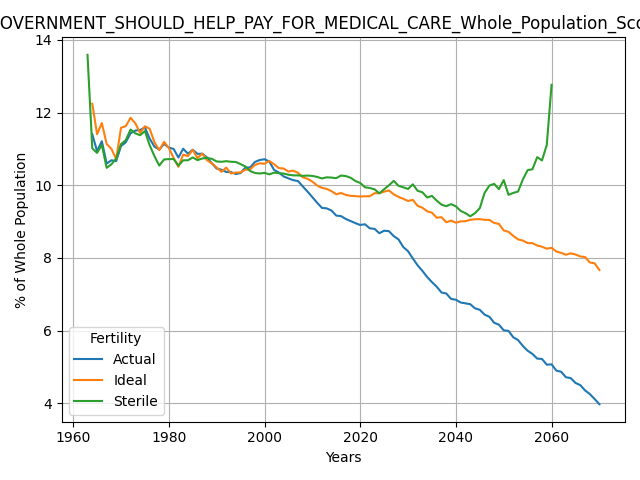 OVERNMENT_SHOULD_HELP_PAY_FOR_MEDICAL_CARE_Whole_Population_Sco
14
12
10
8
6
4
% of Whole Population
Fertility
Actual
Ideal
Sterile
1960 1980 2000 2020 2040 2060
Years